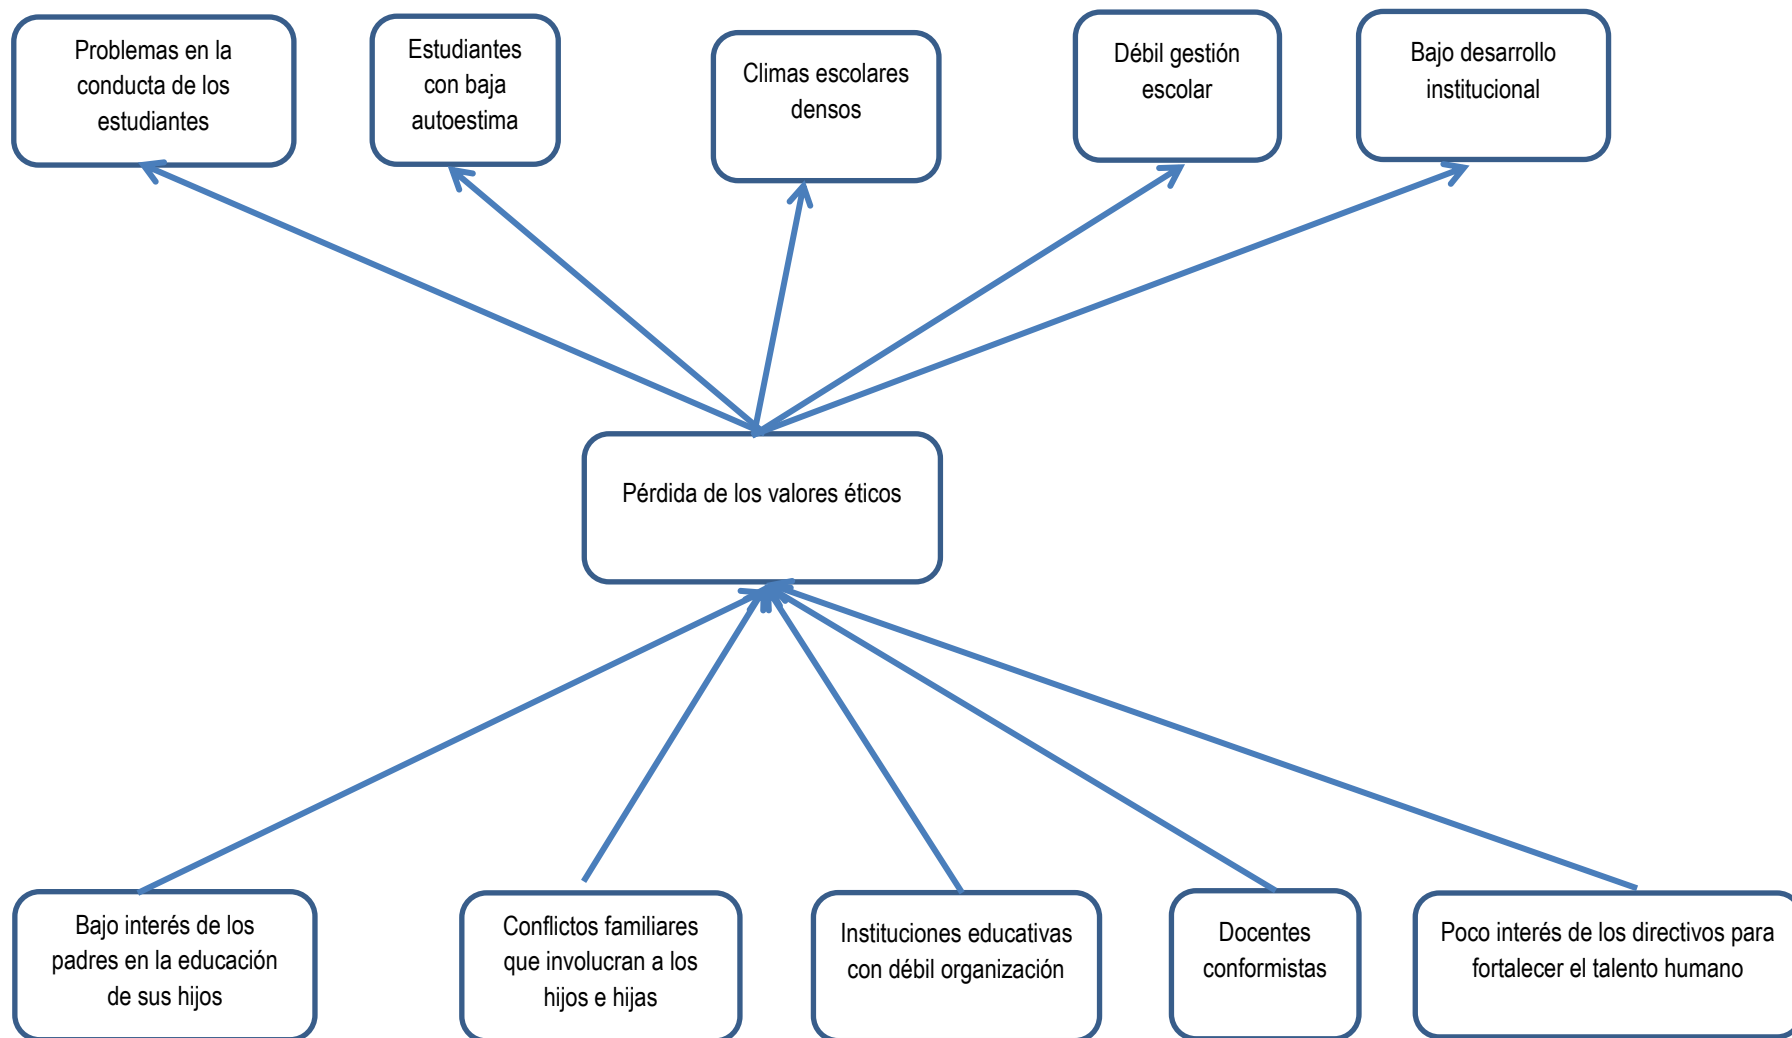 Problemas en la
conducta de los
estudiantes
Estudiantes
con baja
autoestima
Climas escolares
densos
Débil gestión
escolar
Bajo desarrollo
institucional
Pérdida de los valores éticos
Bajo interés de los
padres en la educación
de sus hijos
Conflictos familiares
que involucran a los
hijos e hijas
Instituciones educativas
con débil organización
Docentes
conformistas
Poco interés de los directivos para
fortalecer el talento humano